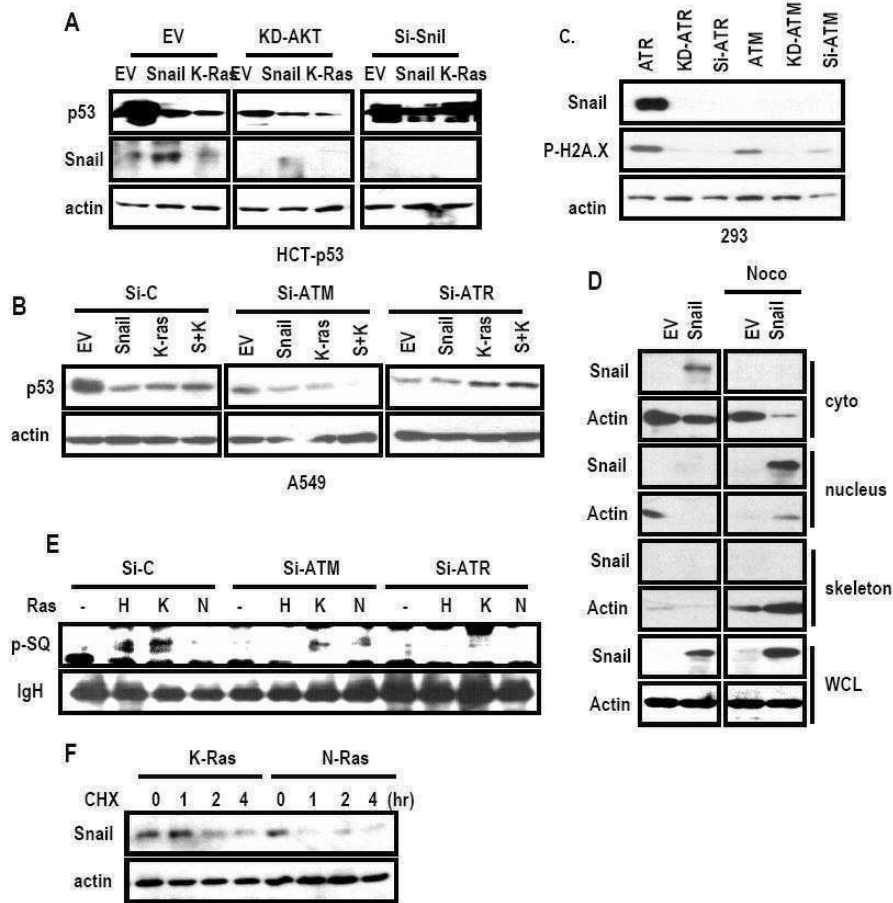 A
EV KD-AKT Si-Snil
EV Snail K-Ras EV Snail K-Ras EV Snail K-Ras
p53
Snail
actin
HCT-p53
B
Si-C Si-ATM Si-ATR
EV Snail K-ras S+K EV Snail K-ras S+K EV Snail K-ras S+K
p53
actin
A549
C.
ATR KD-ATR Si-ATR ATM KD-ATM Si-ATM
Snail
P-H2A.X
actin
293
D
Noco
EV Snail EV Snail
Snail
Actin
cyto
Snail
Actin
nucleus
Snail
Actin
skeleton
Snail
Actin
WCL
E
Si-C Si-ATM Si-ATR
Ras - H K N - H K N - H K N
p-SQ
IgH
F
K-Ras N-Ras
CHX 0 1 2 4 0 1 2 4 (hr)
Snail
actin